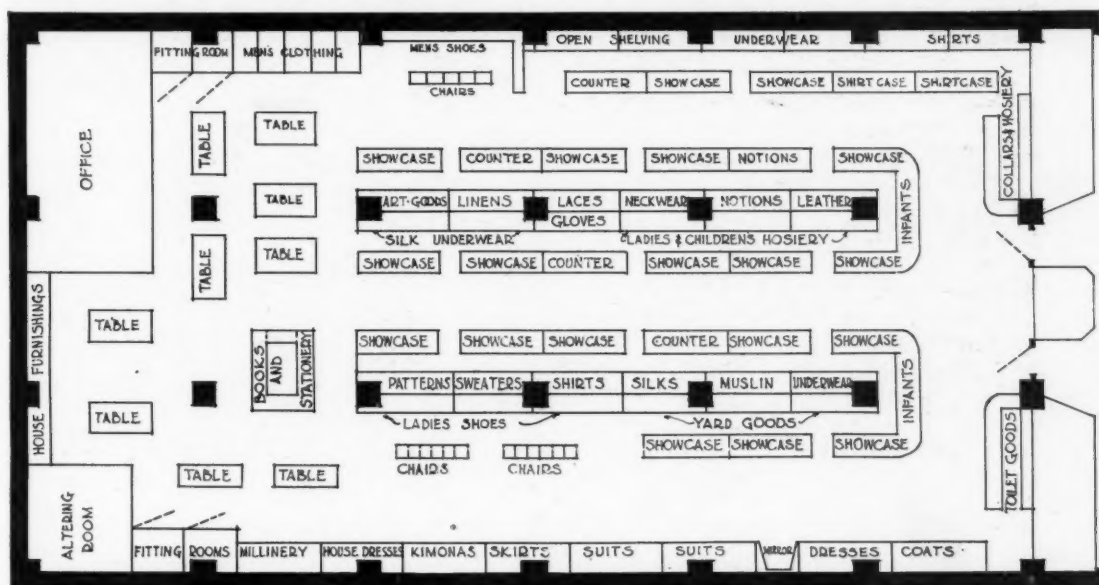 FITTING ROOM MEN'S CLOTHING
MENS SHOES
CHAIRS
OPEN SHELVING UNDERWEAR SHIRTS
COUNTER SHOWCASE
SHOWCASE SHIRTCASE SHIRTCASE
COLLARS & HOSIERY
OFFICE
TABLE
TABLE
TABLE
TABLE
TABLE
SHOWCASE COUNTER SHOWCASE SHOWCASE NOTIONS SHOWCASE
ART-GOODS LINENS LACES NECKWEAR NOTIONS LEATHER
GLOVES
SILK UNDERWEAR LADIES & CHILDREN'S HOSIERY
SHOWCASE SHOWCASE COUNTER SHOWCASE SHOWCASE SHOWCASE
INFANTS
HOUSE FURNISHINGS
TABLE
TABLE
BOOKS
AND
STATIONERY
SHOWCASE SHOWCASE SHOWCASE COUNTER SHOWCASE SHOWCASE
PATTERNS SWEATERS SHIRTS SILKS MUSLIN UNDERWEAR
LADIES SHOES YARD GOODS
SHOWCASE SHOWCASE SHOWCASE
INFANTS
CHAIRS CHAIRS
TABLE TABLE
TOILET GOODS
ALTERING
ROOM
FITTING ROOMS MILLINERY HOUSE DRESSES KIMONAS SKIRTS SUITS SUITS MIRROR DRESSES COATS